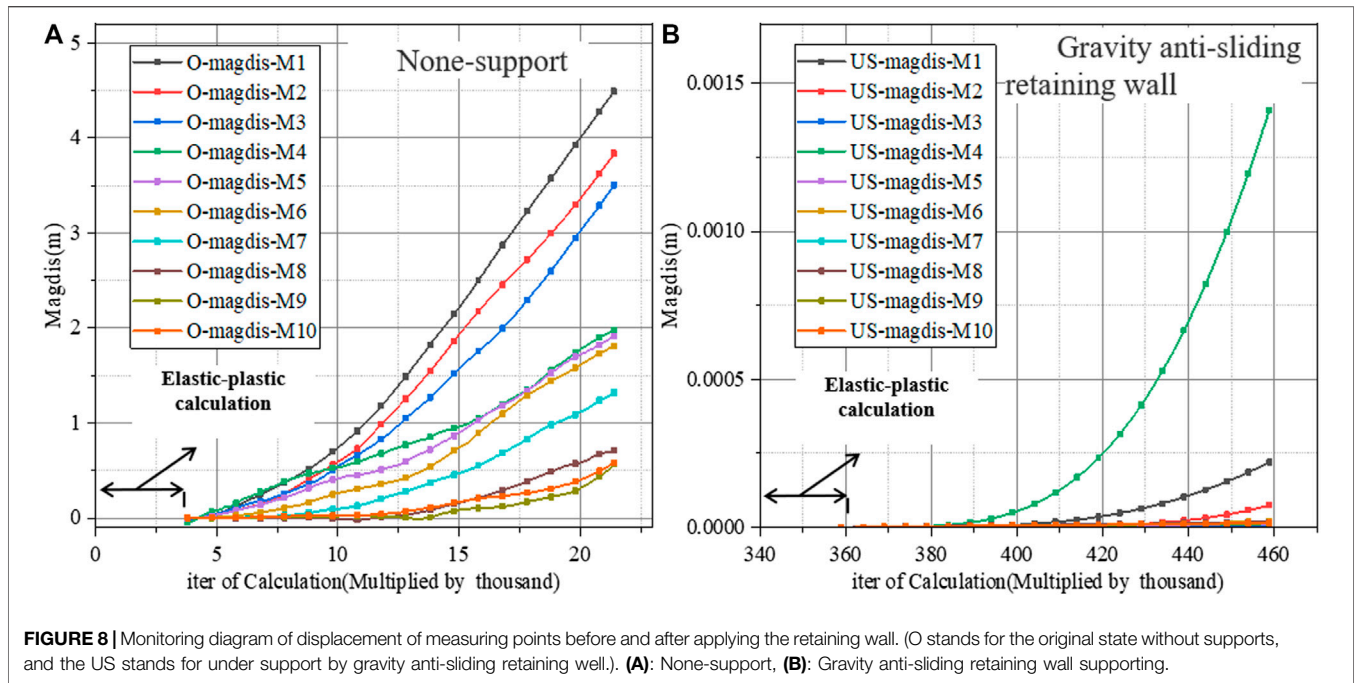 A
None-support
O-magdis-M1
O-magdis-M2
O-magdis-M3
O-magdis-M4
O-magdis-M5
O-magdis-M6
O-magdis-M7
O-magdis-M8
O-magdis-M9
O-magdis-M10
Elastic-plastic
calculation
Magdis(m)
5
4
3
2
1
0
0 5 10 15 20
iter of Calculation(Multiplied by thousand)
B
Gravity anti-sliding
retaining wall
US-magdis-M1
US-magdis-M2
US-magdis-M3
US-magdis-M4
US-magdis-M5
US-magdis-M6
US-magdis-M7
US-magdis-M8
US-magdis-M9
US-magdis-M10
Elastic-plastic
calculation
Magdis(m)
0.0015
0.0010
0.0005
0.0000
340 360 380 400 420 440 460
iter of Calculation(Multiplied by thousand)
FIGURE 8 | Monitoring diagram of displacement of measuring points before and after applying the retaining wall. (O stands for the original state without supports,
and the US stands for under support by gravity anti-sliding retaining well.). (A): None-support, (B): Gravity anti-sliding retaining wall supporting.